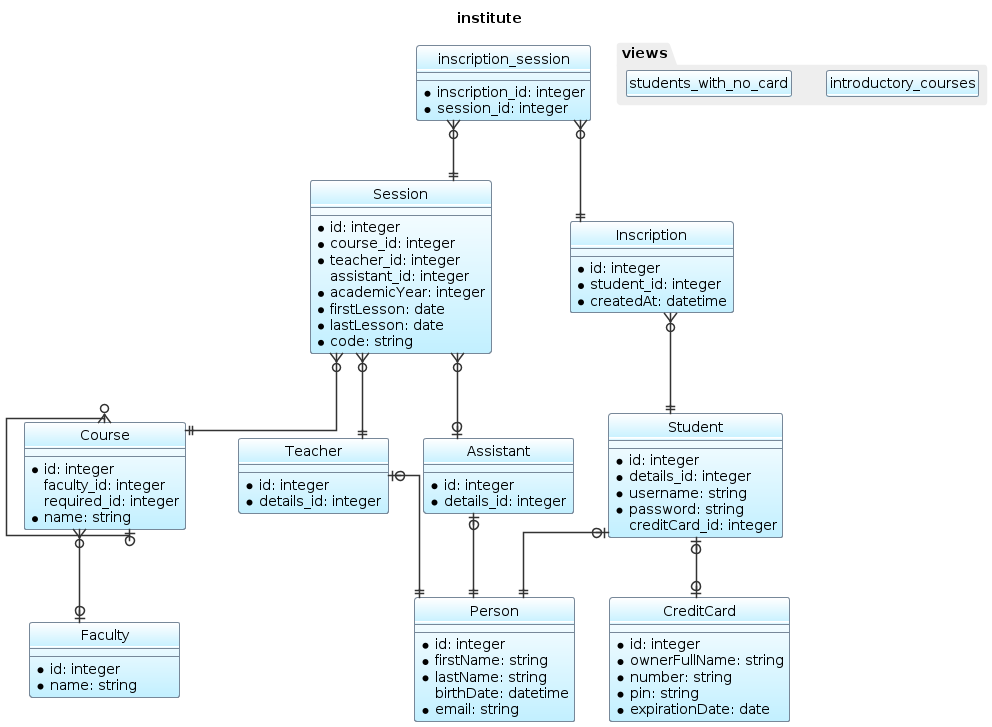 institute
inscription_session
inscription_id: integer
session_id: integer
views
students_with_no_card
introductory_courses
Session
id: integer
course_id: integer
teacher_id: integer
assistant_id: integer
academicYear: integer
firstLesson: date
lastLesson: date
code: string
Inscription
id: integer
student_id: integer
createdAt: datetime
Course
id: integer
faculty_id: integer
required_id: integer
name: string
Teacher
id: integer
details_id: integer
Assistant
id: integer
details_id: integer
Student
id: integer
details_id: integer
username: string
password: string
creditCard_id: integer
Faculty
id: integer
name: string
Person
id: integer
firstName: string
lastName: string
birthDate: datetime
email: string
CreditCard
id: integer
ownerFullName: string
number: string
pin: string
expirationDate: date